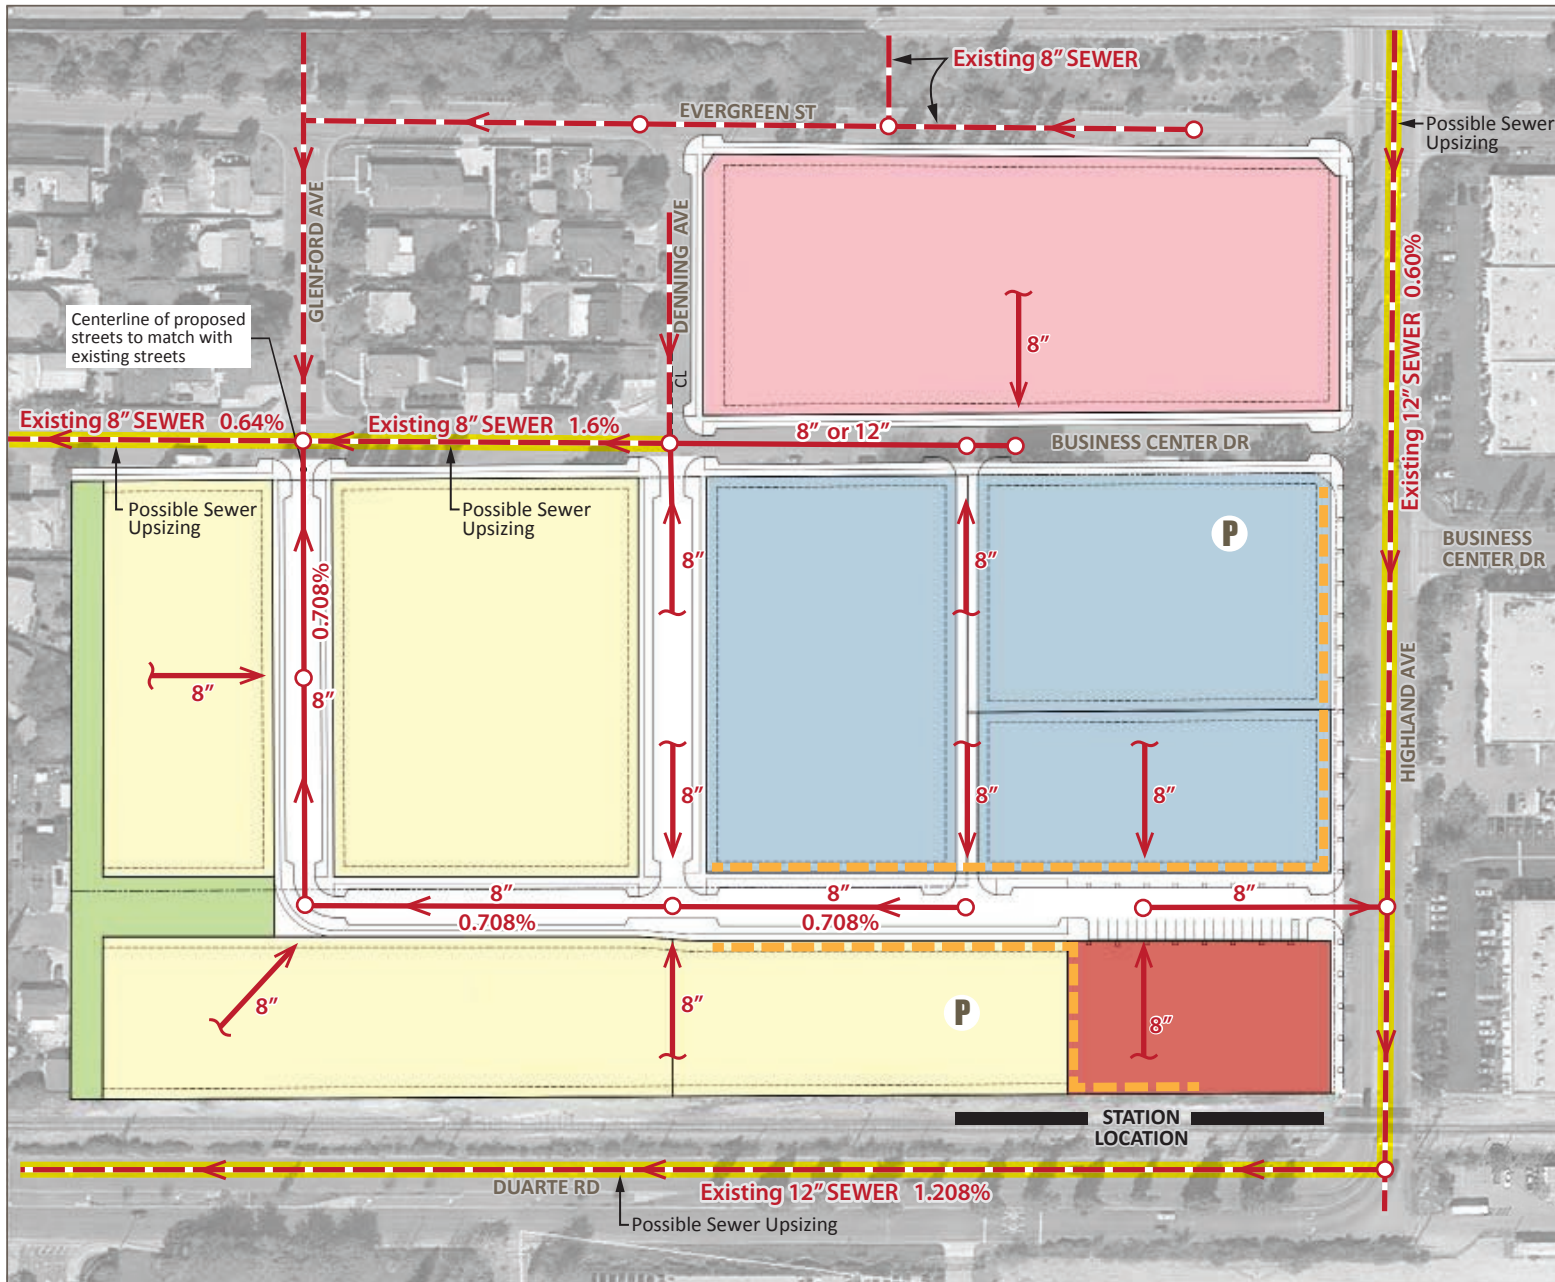 Existing 8” SEWER
EVERGREEN ST
Possible Sewer
Upsizing
GLENFORD AVE
DENNING AVE
CL
Centerline of proposed
streets to match with
existing streets
8”
Existing 12” SEWER 0.60%
Existing 8” SEWER 0.64%
Existing 8” SEWER 1.6%
8” or 12”
BUSINESS CENTER DR
Possible Sewer
Upsizing
Possible Sewer
Upsizing
P
BUSINESS
CENTER DR
0.708%
8”
8”
8”
8”
HIGHLAND AVE
8”
8”
8”
8”
8”
8”
0.708%
0.708%
8”
8”
P
8”
STATION
LOCATION
DUARTE RD
Existing 12” SEWER 1.208%
Possible Sewer Upsizing